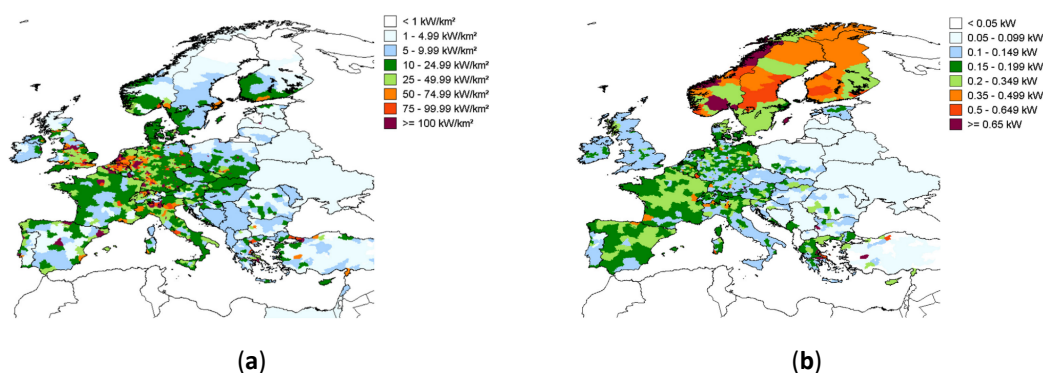 < 1 kW/km²
1 - 4.99 kW/km²
5 - 9.99 kW/km²
10 - 24.99 kW/km²
25 - 49.99 kW/km²
50 - 74.99 kW/km²
75 - 99.99 kW/km²
>= 100 kW/km²
(a)
< 0.05 kW
0.05 - 0.099 kW
0.1 - 0.149 kW
0.15 - 0.199 kW
0.2 - 0.349 kW
0.35 - 0.499 kW
0.5 - 0.649 kW
>= 0.65 kW
(b)